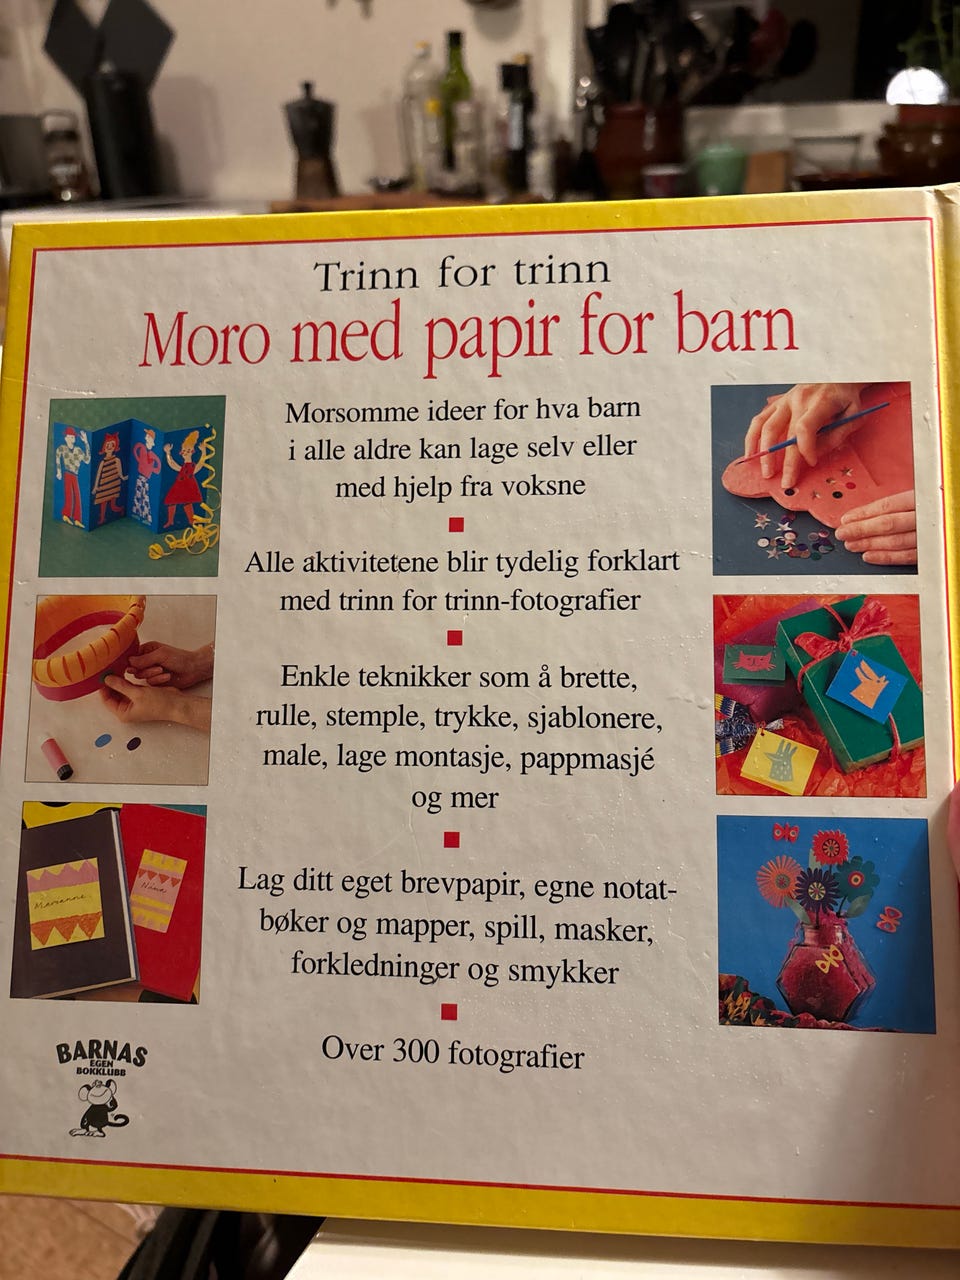 Trinn for trinn
Moro med papir for barn
Morsomme ideer for hva barn
i alle aldre kan lage selv eller
med hjelp fra voksne
Alle aktivitetene blir tydelig forklart
med trinn for trinn-fotografier
Enkle teknikker som å brette,
rulle, stemple, trykke, sjablonere,
male, lage montasje, pappmasjé
og mer
Lag ditt eget brevpapir, egne notat-
bøker og mapper, spill, masker,
forkledninger og smykker
Over 300 fotografier
Marianne
Nina
BARNAS
EGEN
BOKKLUBB